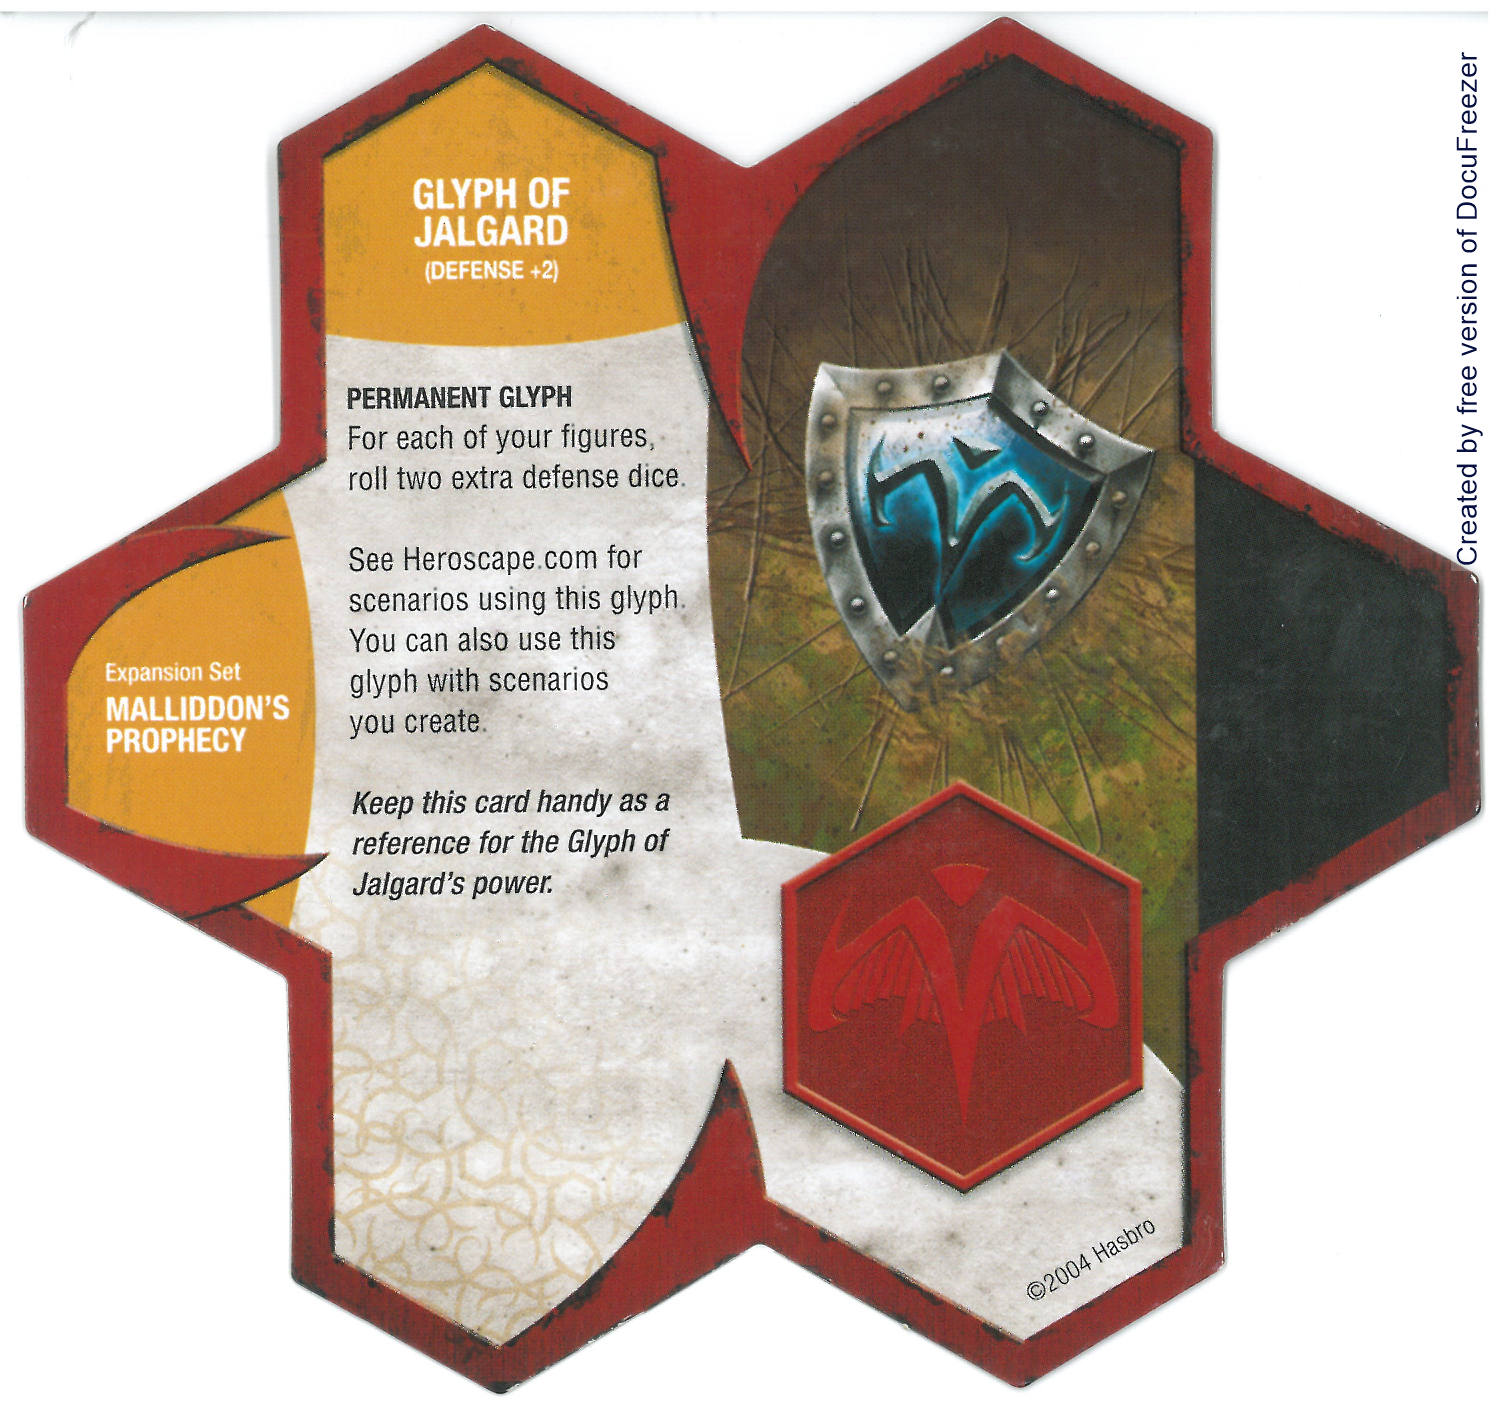 GLYPH OF
JALGARD
(DEFENSE +2)
PERMANENT GLYPH
For each of your figures,
roll two extra defense dice.
See Heroscape.com for
scenarios using this glyph.
You can also use this
glyph with scenarios
you create.
Keep this card handy as a
reference for the Glyph of
Jalgard's power.
Expansion Set
MALLIDDON'S
PROPHECY
©2004 Hasbro
Created by free version of DocuFreezer